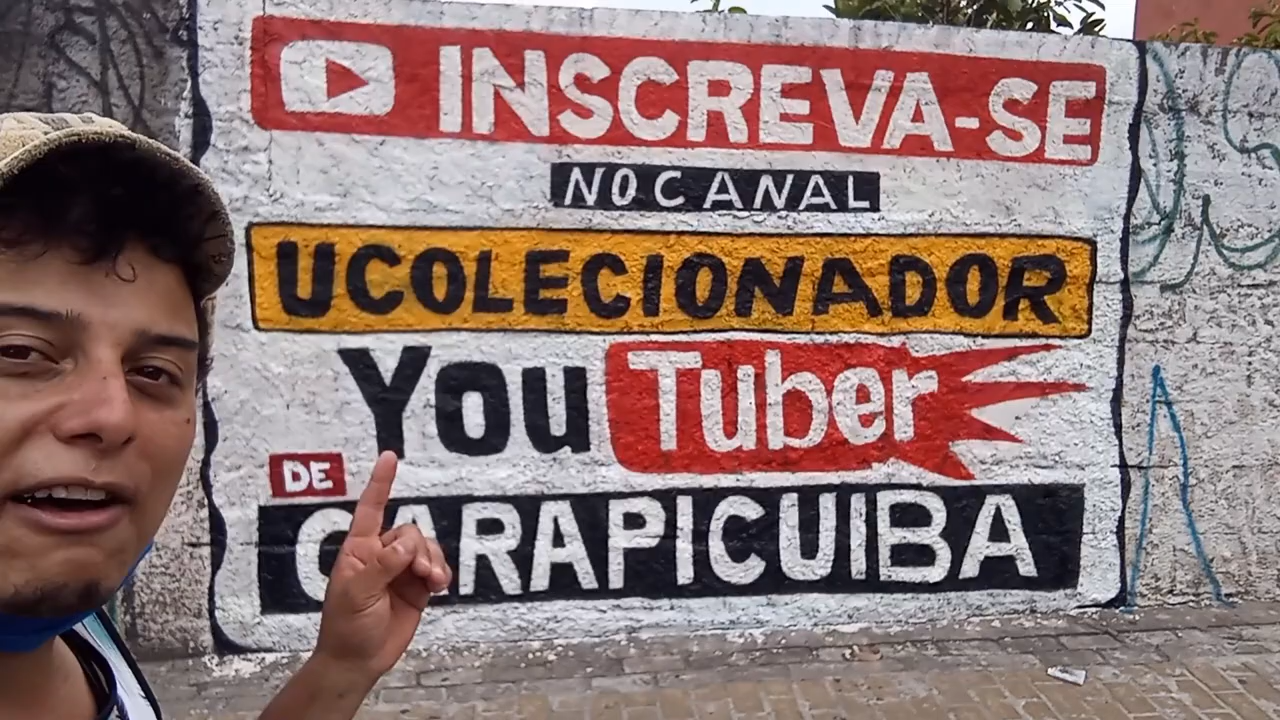 INSCREVA-SE
NO CANAL
UCOLECIONADOR
YouTuber
DE
CARAPICUIBA